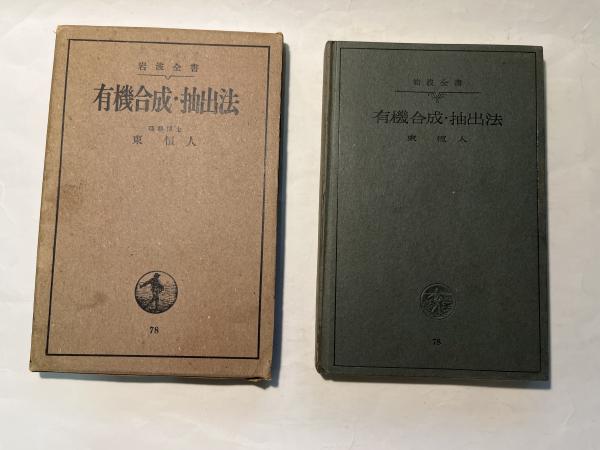 岩波全書
有機合成・抽出法
東恒人
78
岩波全書
有機合成・抽出法
東恒人
78